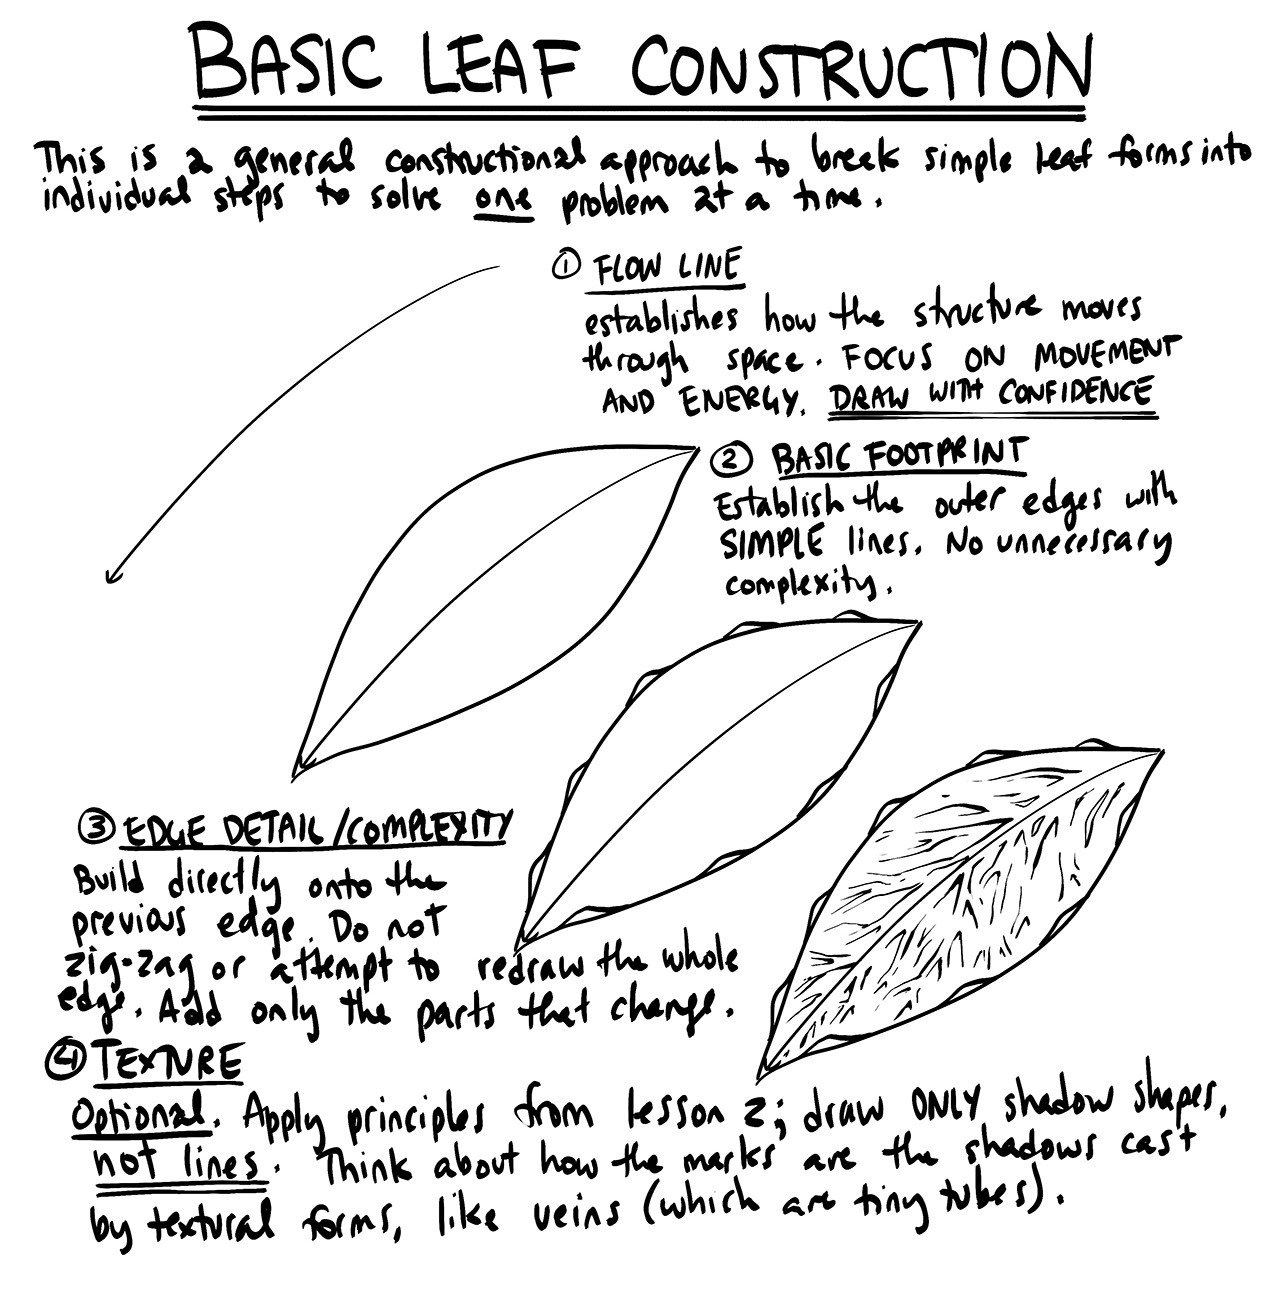 BASIC LEAF CONSTRUCTION
This is a general constructional approach to break simple leaf forms into
individual steps to solve one problem at a time.
① FLOW LINE
establishes how the structure moves
through space. FOCUS ON MOVEMENT
AND ENERGY. DRAW WITH CONFIDENCE
② BASIC FOOTPRINT
Establish the outer edges with
SIMPLE lines. No unnecessary
complexity.
③ EDGE DETAIL/COMPLEXITY
Build directly onto the
previous edge. Do not
zig-zag or attempt to redraw the whole
edge. Add only the parts that change.
④ TEXTURE
Optional. Apply principles from lesson 2; draw ONLY shadow shapes,
not lines. Think about how the marks are the shadows cast
by textural forms, like veins (which are tiny tubes).